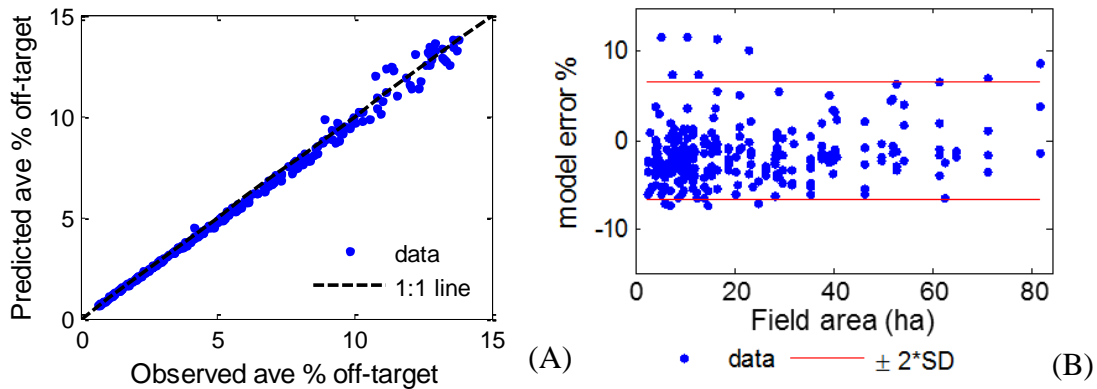 Predicted ave % off-target
15
10
5
0
0 5 10 15
Observed ave % off-target
data
1:1 line
(A)
model error %
10
0
-10
0 20 40 60 80
Field area (ha)
data ± 2*SD
(B)